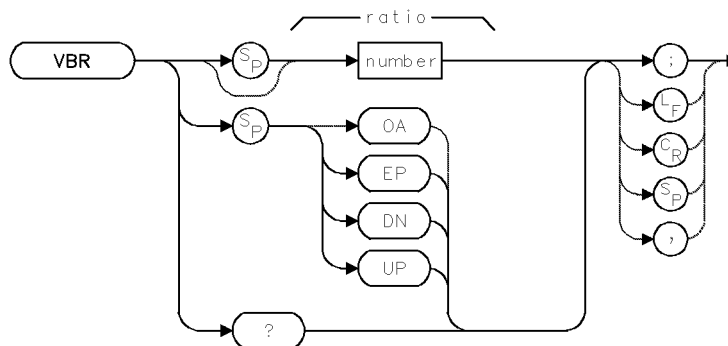 ratio
VBR SP number ;
SP OA LF
EP CR
DN SP
UP ,
?